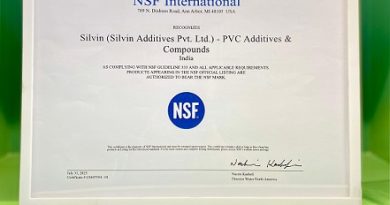 NSF International
789 N. Dixboro Road, Ann Arbor, MI 48105 USA
RECOGNIZES
Silvin (Silvin Additives Pvt. Ltd.) - PVC Additives &
Compounds
India
AS COMPLYING WITH NSF GUIDELINE 533 AND ALL APPLICABLE REQUIREMENTS
PRODUCTS APPEARING IN THE NSF OFFICIAL LISTING ARE
AUTHORIZED TO BEAR THE NSF MARK.
NSF